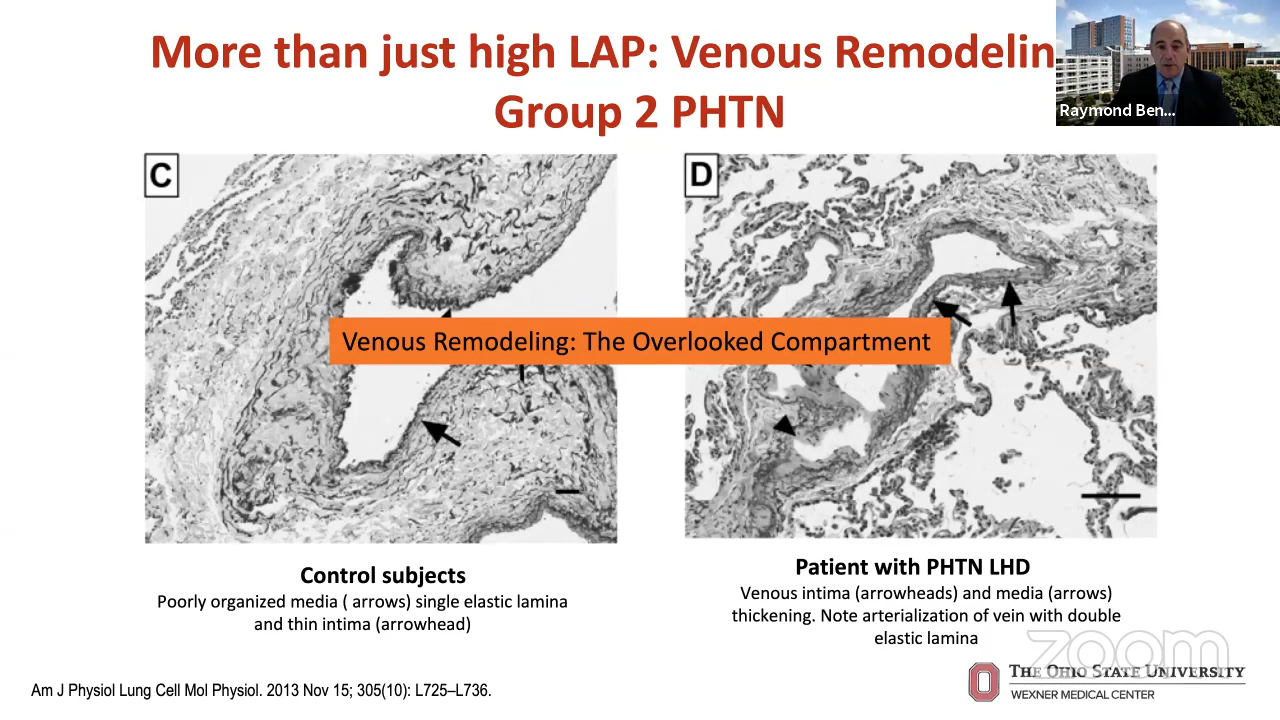 More than just high LAP: Venous Remodelin
Group 2 PHTN
Raymond Ben...
C
D
Venous Remodeling: The Overlooked Compartment
Control subjects
Poorly organized media ( arrows) single elastic lamina
and thin intima (arrowhead)
Patient with PHTN LHD
Venous intima (arrowheads) and media (arrows)
thickening. Note arterialization of vein with double
elastic lamina
zoom
THE OHIO STATE UNIVERSITY
WEXNER MEDICAL CENTER
Am J Physiol Lung Cell Mol Physiol. 2013 Nov 15; 305(10): L725–L736.